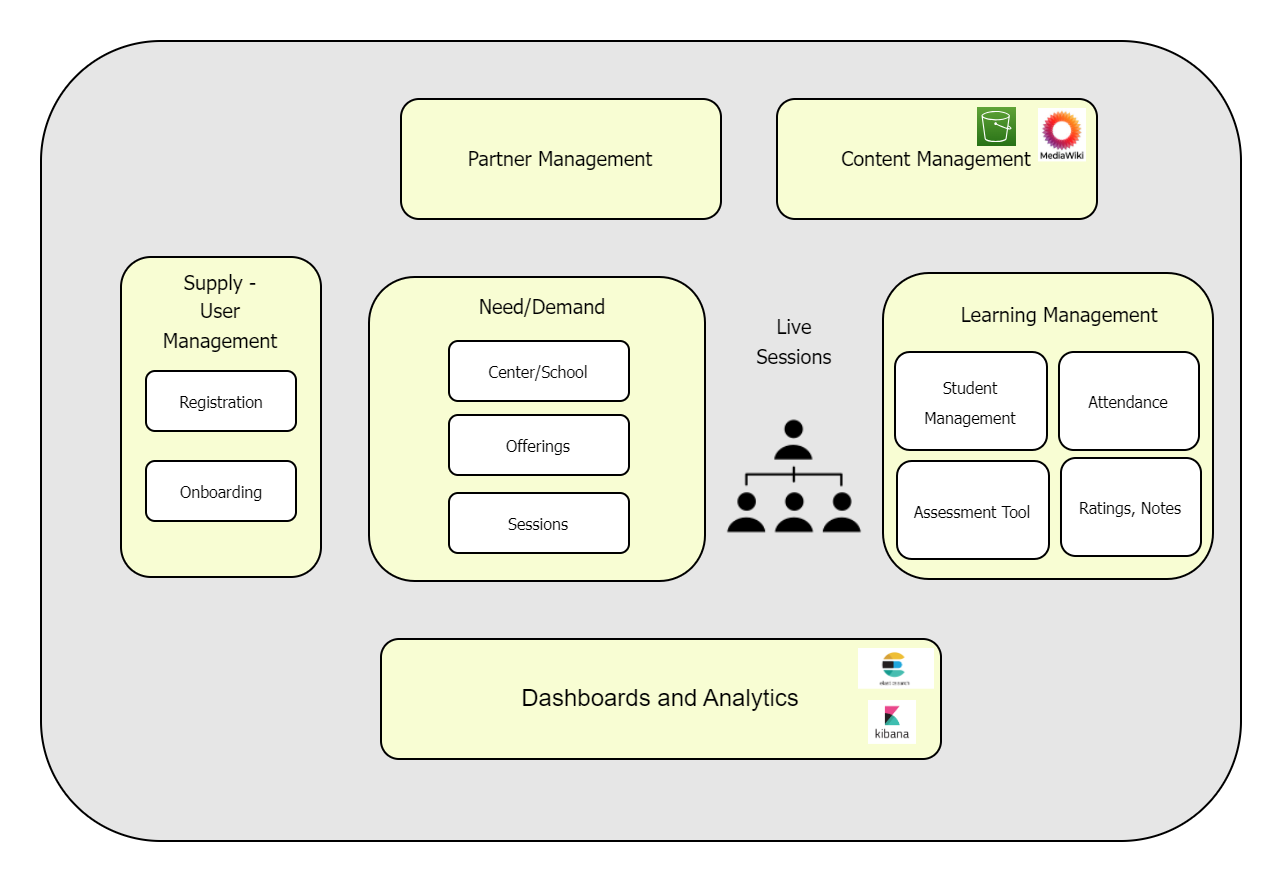 Partner Management
Content Management
MediaWiki
Supply -
User
Management
Registration
Onboarding
Need/Demand
Center/School
Offerings
Sessions
Live
Sessions
Learning Management
Student
Management
Attendance
Assessment Tool
Ratings, Notes
Dashboards and Analytics
kibana